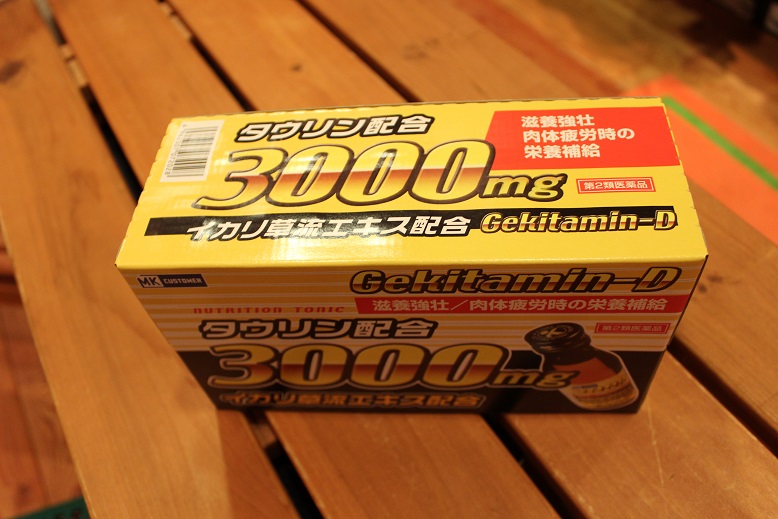 タウリン配合
3000mg
滋養強壮
肉体疲労時の
栄養補給
第2類医薬品
イカリ草流エキス配合 Gekitamin-D
MK CUSTOMER
Gekitamin-D
NUTRITION TONIC
滋養強壮/肉体疲労時の栄養補給
タウリン配合
第2類医薬品
3000mg
イカリ草流エキス配合